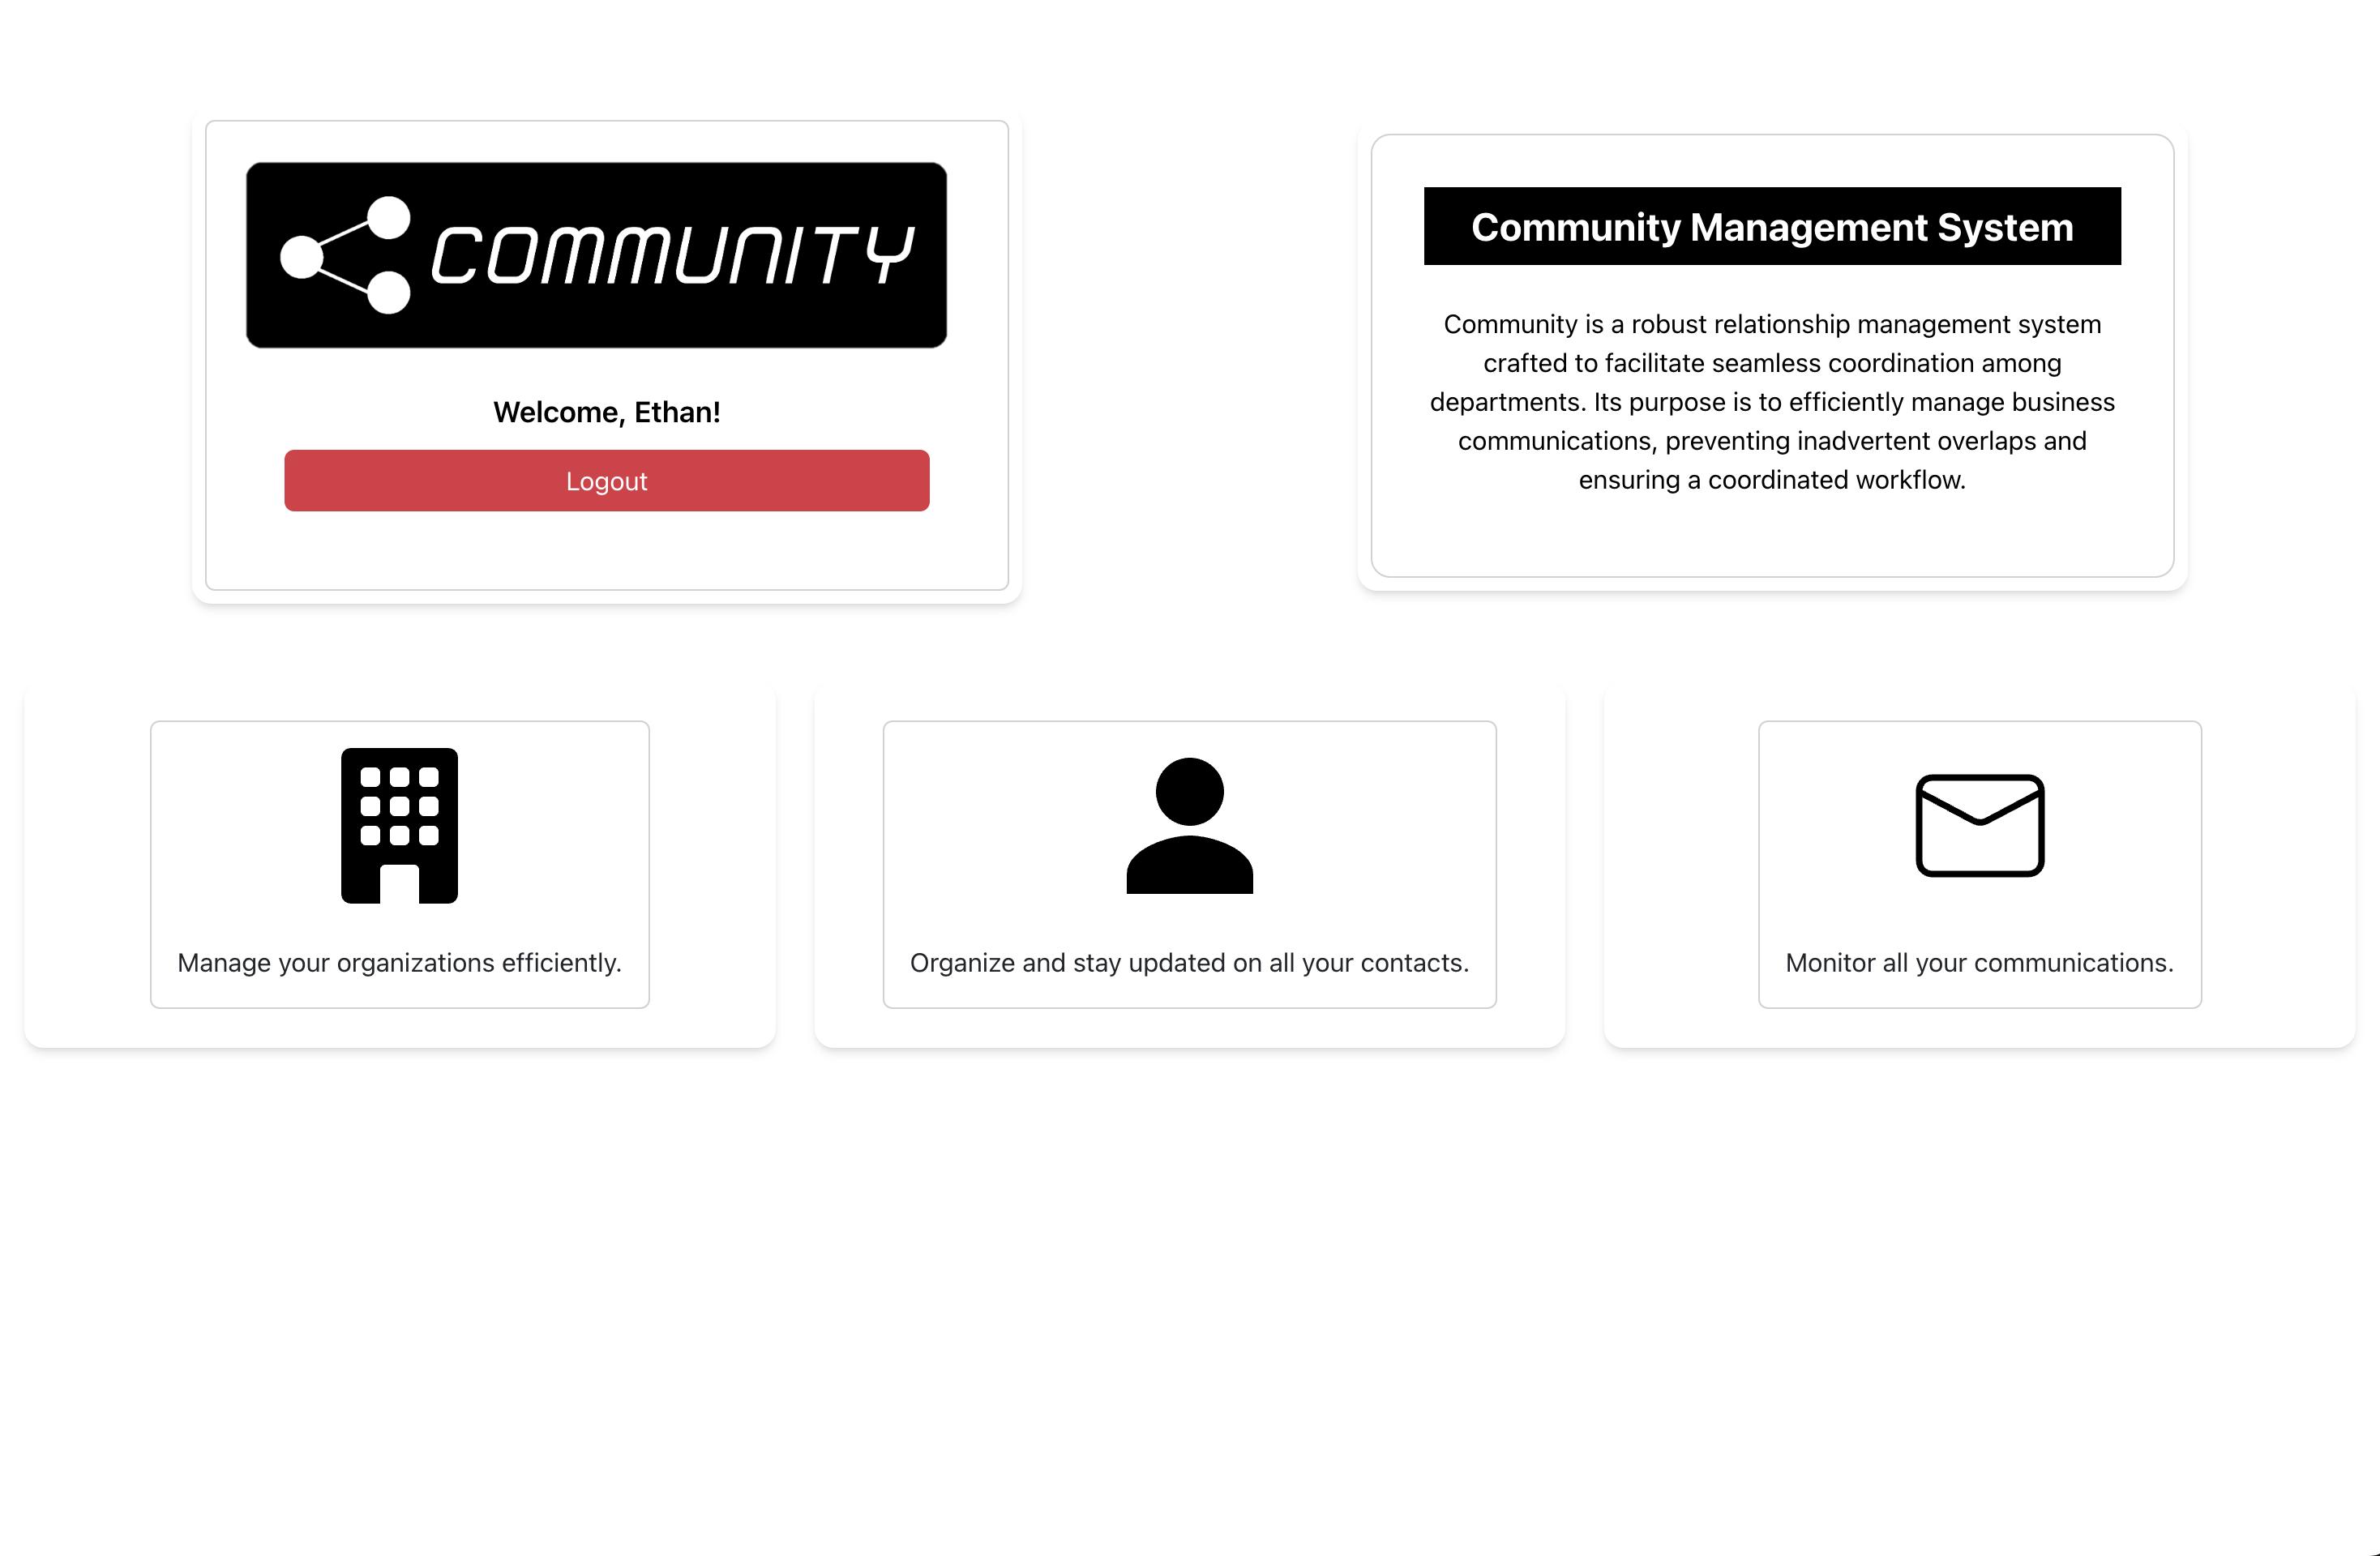 COMMUNITY
Welcome, Ethan!
Logout
Community Management System
Community is a robust relationship management system
crafted to facilitate seamless coordination among
departments. Its purpose is to efficiently manage business
communications, preventing inadvertent overlaps and
ensuring a coordinated workflow.
Manage your organizations efficiently.
Organize and stay updated on all your contacts.
Monitor all your communications.